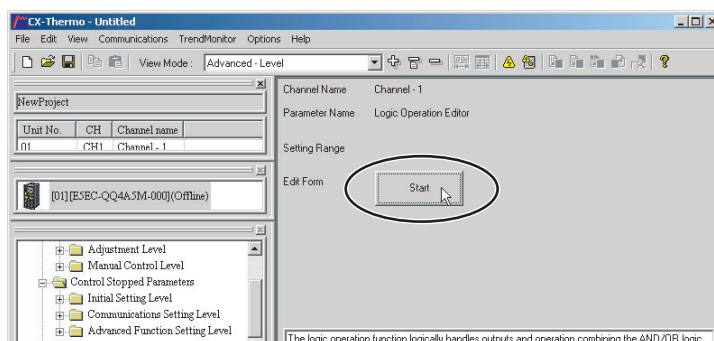 CX-Thermo - Untitled
File Edit View Communications TrendMonitor Options Help
View Mode : Advanced - Level
NewProject
Unit No. CH Channel name
01 CH1 Channel - 1
[01][E5EC-QQ4A5M-000](Offline)
Adjustment Level
Manual Control Level
Control Stopped Parameters
Initial Setting Level
Communications Setting Level
Advanced Function Setting Level
Channel Name Channel - 1
Parameter Name Logic Operation Editor
Setting Range
Edit Form Start
The logic operation function logically handles outputs and operation combining the AND/OR logic